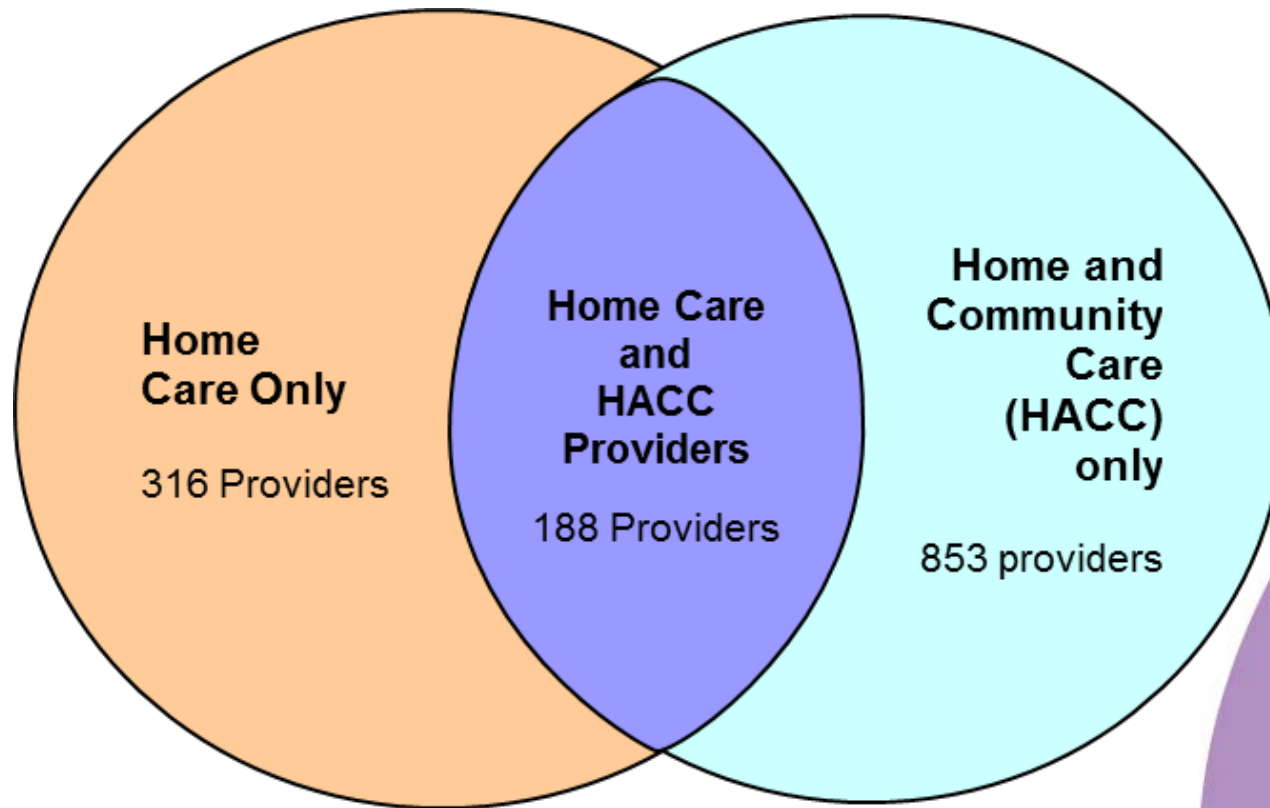 Home
Care Only
316 Providers
Home Care
and
HACC
Providers
188 Providers
Home and
Community
Care
(HACC)
only
853 providers